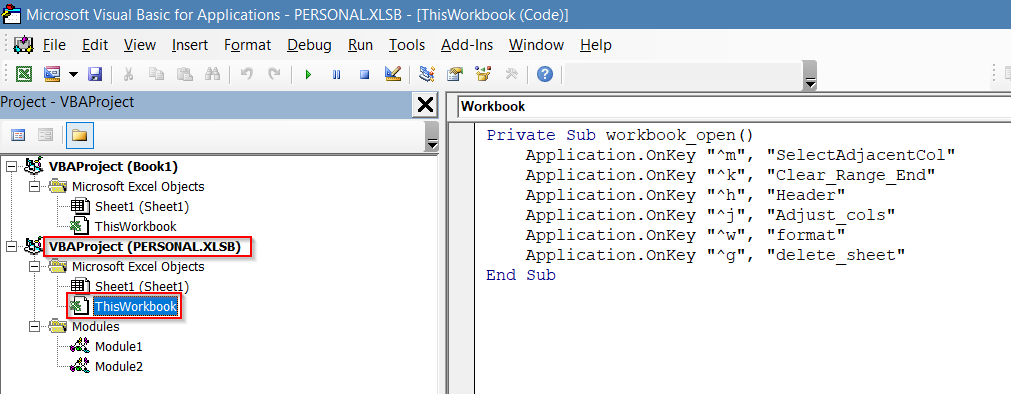 Microsoft Visual Basic for Applications - PERSONAL.XLSB - [ThisWorkbook (Code)]
File Edit View Insert Format Debug Run Tools Add-Ins Window Help
Project - VBAProject
VBAProject (Book1)
Microsoft Excel Objects
Sheet1 (Sheet1)
ThisWorkbook
VBAProject (PERSONAL.XLSB)
Microsoft Excel Objects
Sheet1 (Sheet1)
ThisWorkbook
Modules
Module1
Module2
Workbook
Private Sub workbook_open()
    Application.OnKey "^m", "SelectAdjacentCol"
    Application.OnKey "^k", "Clear_Range_End"
    Application.OnKey "^h", "Header"
    Application.OnKey "^j", "Adjust_cols"
    Application.OnKey "^w", "format"
    Application.OnKey "^g", "delete_sheet"
End Sub